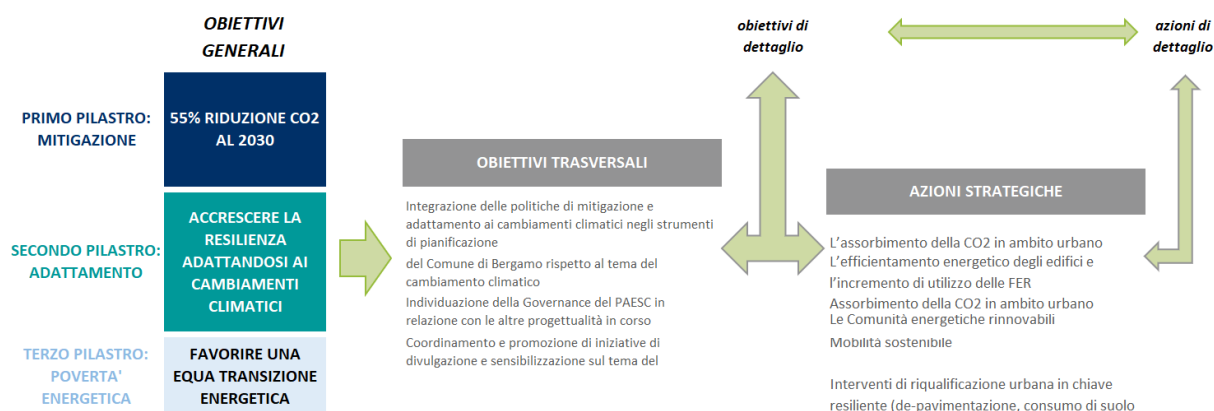 OBIETTIVI
GENERALI
PRIMO PILASTRO:
MITIGAZIONE
55% RIDUZIONE CO2
AL 2030
SECONDO PILASTRO:
ADATTAMENTO
ACCRESCERE LA
RESILIENZA
ADATTANDOSI AI
CAMBIAMENTI
CLIMATICI
TERZO PILASTRO:
POVERTA'
ENERGETICA
FAVORIRE UNA
EQUA TRANSIZIONE
ENERGETICA
OBIETTIVI TRASVERSALI
Integrazione delle politiche di mitigazione e
adattamento ai cambiamenti climatici negli strumenti
di pianificazione
del Comune di Bergamo rispetto al tema del
cambiamento climatico
Individuazione della Governance del PAESC in
relazione con le altre progettualità in corso
Coordinamento e promozione di iniziative di
divulgazione e sensibilizzazione sul tema del
obiettivi di
dettaglio
azioni di
dettaglio
AZIONI STRATEGICHE
L'assorbimento della CO2 in ambito urbano
L'efficientamento energetico degli edifici e
l'incremento di utilizzo delle FER
Assorbimento della CO2 in ambito urbano
Le Comunità energetiche rinnovabili
Mobilità sostenibile
Interventi di riqualificazione urbana in chiave
resiliente (de-pavimentazione, consumo di suolo